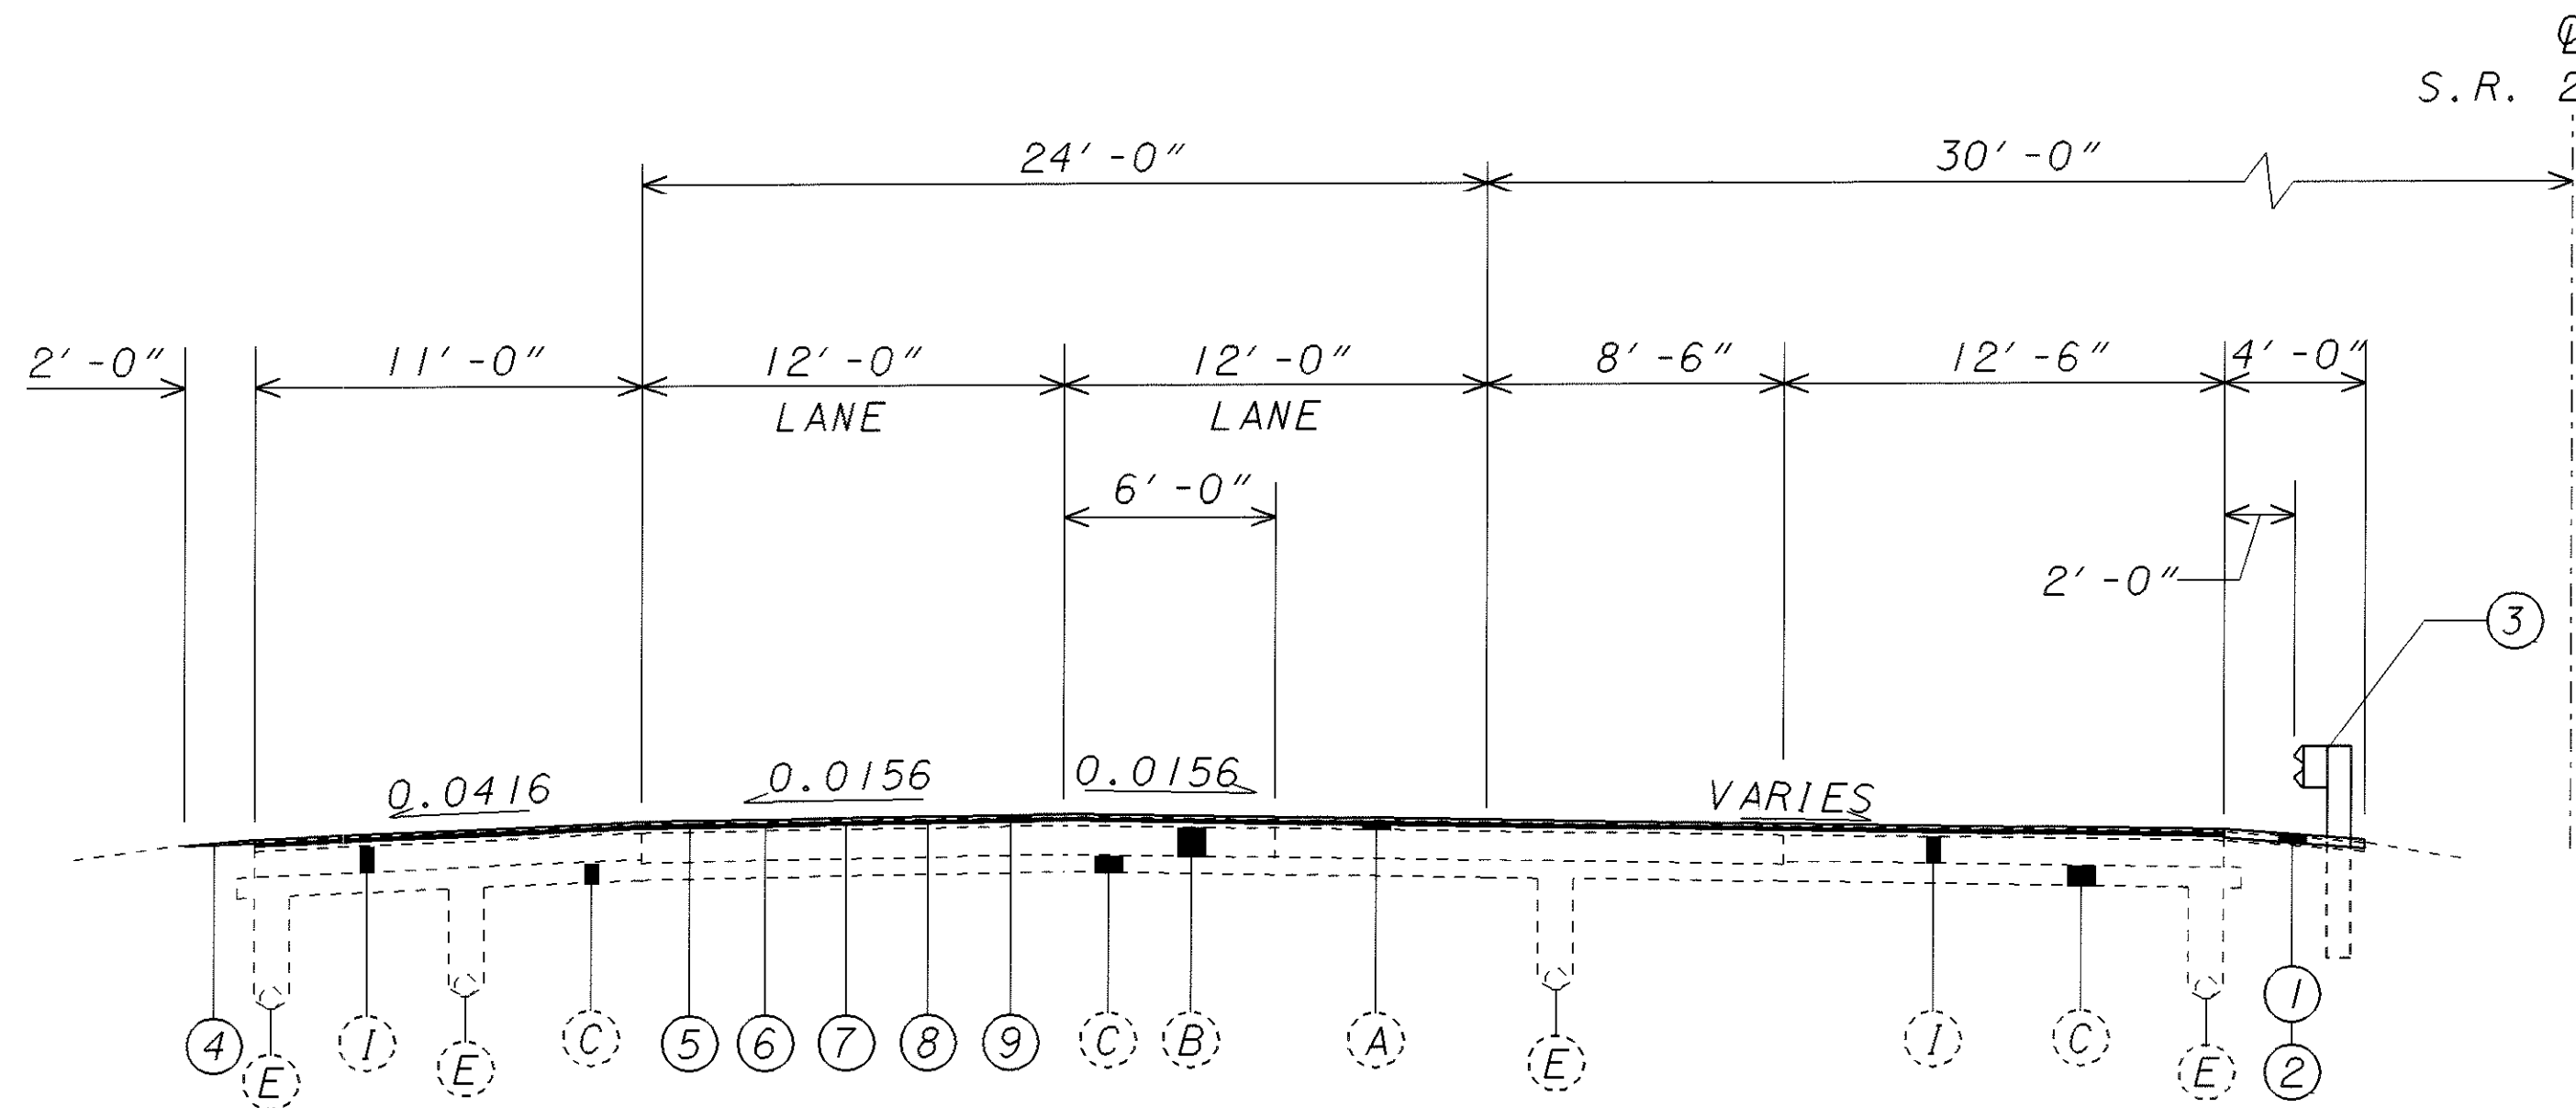 S.R. 2
24'-0" 30'-0"
2'-0" 11'-0" 12'-0" 12'-0" 8'-6" 12'-6" 4'-0"
LANE LANE
6'-0"
2'-0"
3
0.0416 0.0156 0.0156 VARIES
4 E I E C 5 6 7 8 9 C B A E I C E 1
2